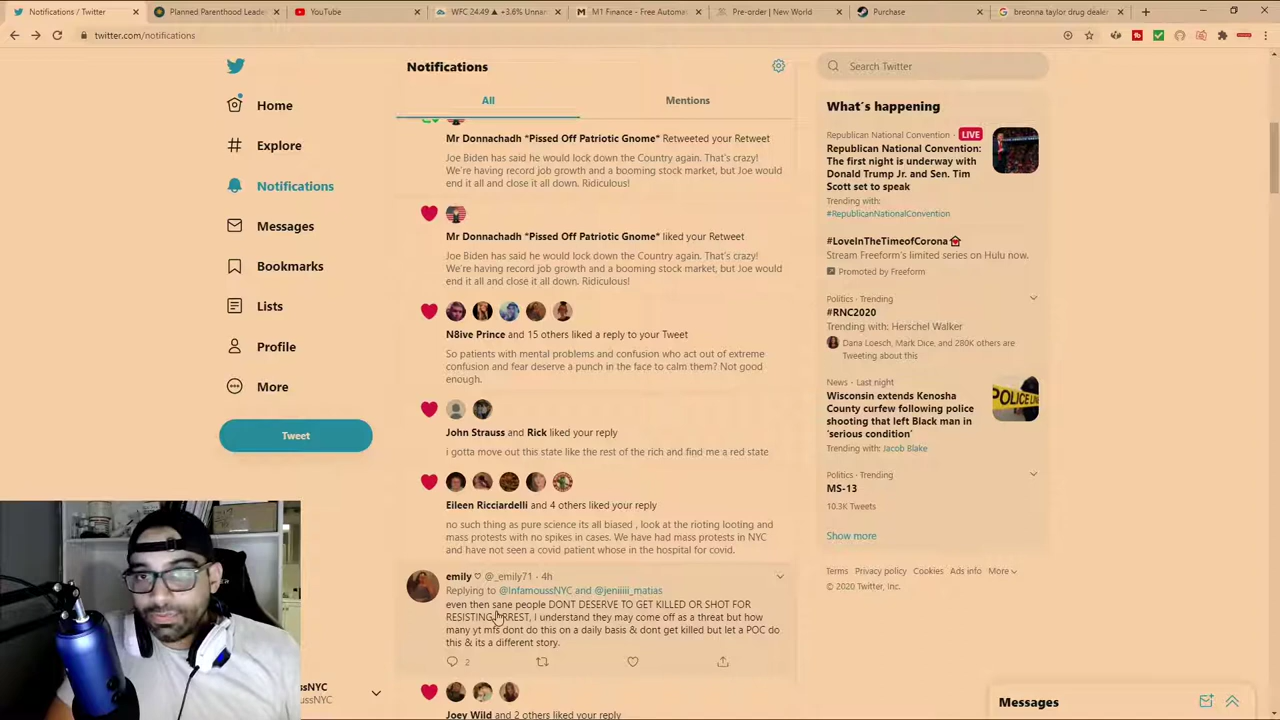 Notifications / Twitter
Planned Parenthood Leade
YouTube
WFC 24.49 ▲ +3.6% Unnam
M1 Finance - Free Automa
Pre-order | New World
Purchase
breonna taylor drug dealer
twitter.com/notifications
Home
Explore
Notifications
Messages
Bookmarks
Lists
Profile
More
Tweet
ssNYC
oussNYC
Notifications
All
Mentions
Mr Donnachadh *Pissed Off Patriotic Gnome* Retweeted your Retweet
Joe Biden has said he would lock down the Country again. That's crazy!
We're having record job growth and a booming stock market, but Joe would
end it all and close it all down. Ridiculous!
Mr Donnachadh *Pissed Off Patriotic Gnome* liked your Retweet
Joe Biden has said he would lock down the Country again. That's crazy!
We're having record job growth and a booming stock market, but Joe would
end it all and close it all down. Ridiculous!
N8ive Prince and 15 others liked a reply to your Tweet
So patients with mental problems and confusion who act out of extreme
confusion and fear deserve a punch in the face to calm them? Not good
enough.
John Strauss and Rick liked your reply
i gotta move out this state like the rest of the rich and find me a red state
Eileen Ricciardelli and 4 others liked your reply
no such thing as pure science its all biased , look at the rioting looting and
mass protests with no spikes in cases. We have had mass protests in NYC
and have not seen a covid patient whose in the hospital for covid.
emily ♡ @_emily71 · 4h
Replying to @InfamoussNYC and @jeniiiii_matias
even then sane people DONT DESERVE TO GET KILLED OR SHOT FOR
RESISTING ARREST, I understand they may come off as a threat but how
many yt mfs dont do this on a daily basis & dont get killed but let a POC do
this & its a different story.
2
Joey Wild and 2 others liked your reply
Search Twitter
What's happening
Republican National Convention · LIVE
Republican National Convention:
The first night is underway with
Donald Trump Jr. and Sen. Tim
Scott set to speak
Trending with:
#RepublicanNationalConvention
#LoveInTheTimeofCorona
Stream Freeform's limited series on Hulu now.
Promoted by Freeform
Politics · Trending
#RNC2020
Trending with: Herschel Walker
Dana Loesch, Mark Dice, and 280K others are
Tweeting about this
News · Last night
Wisconsin extends Kenosha
County curfew following police
shooting that left Black man in
'serious condition'
Trending with: Jacob Blake
POLICE LI
Politics · Trending
MS-13
10.3K Tweets
Show more
Terms Privacy policy Cookies Ads info More
© 2020 Twitter, Inc.
Messages